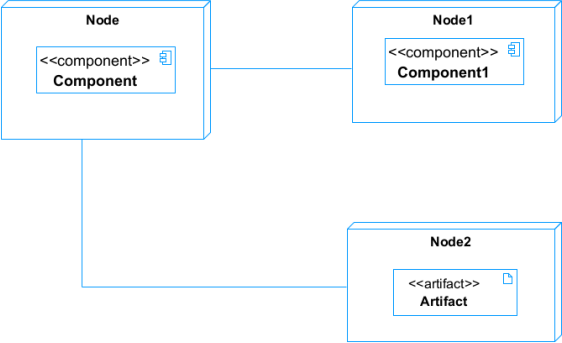 Node
<<component>>
Component
Node1
<<component>>
Component1
Node2
<<artifact>>
Artifact